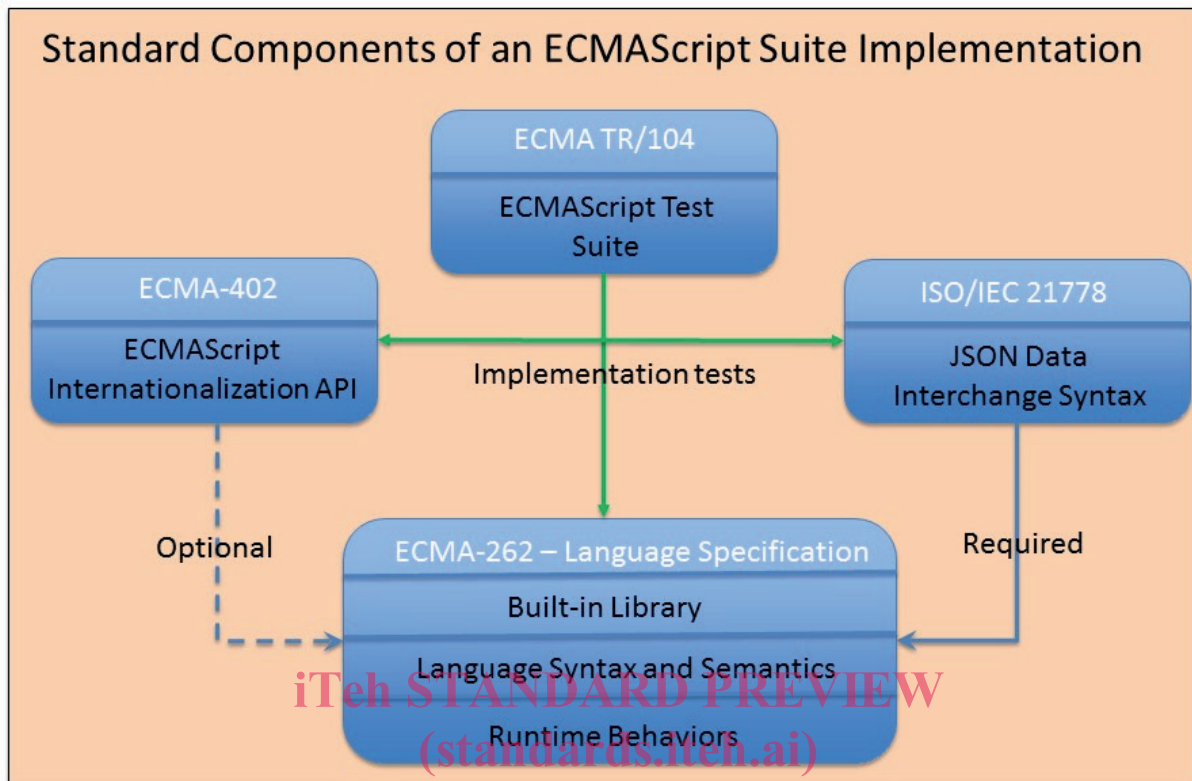 Standard Components of an ECMAScript Suite Implementation
ECMA TR/104
ECMAScript Test
Suite
ECMA-402
ECMAScript
Internationalization API
ISO/IEC 21778
JSON Data
Interchange Syntax
Implementation tests
Optional
Required
ECMA-262 – Language Specification
Built-in Library
Language Syntax and Semantics
iTeh STANDARD PREVIEW
Runtime Behaviors
(standards.iteh.ai)